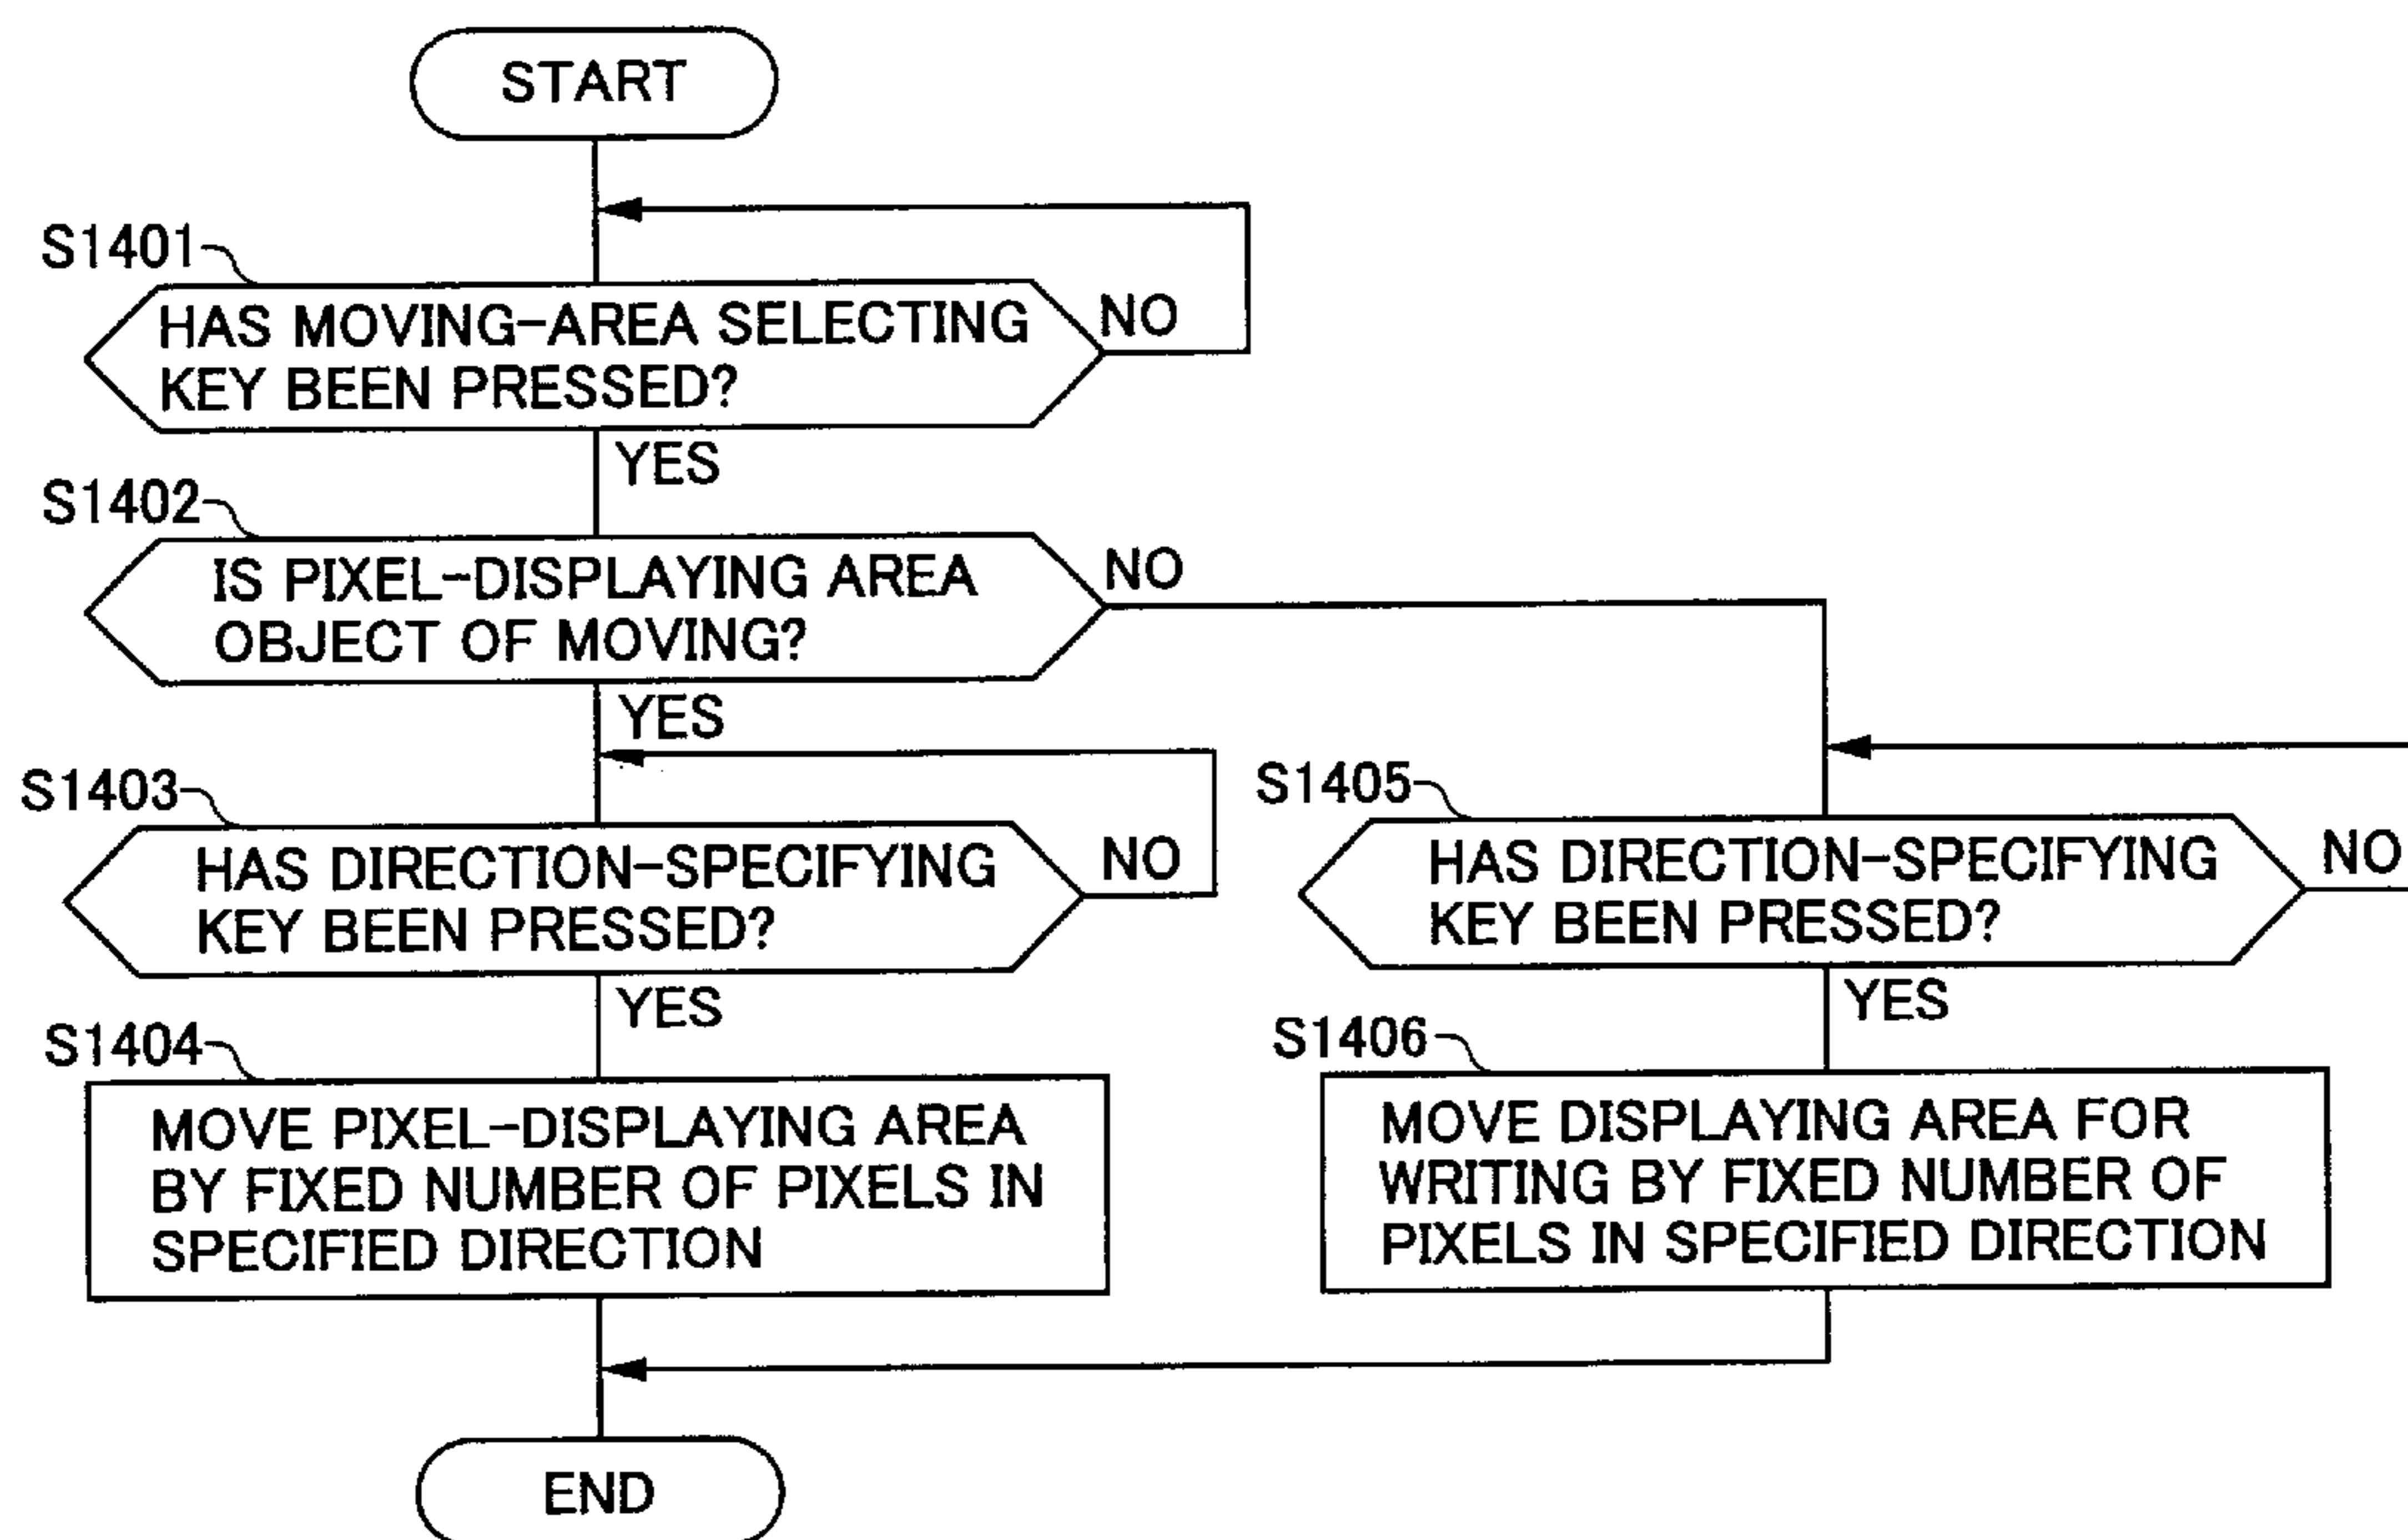 START
S1401
HAS MOVING-AREA SELECTING
KEY BEEN PRESSED?
NO
YES
S1402
IS PIXEL-DISPLAYING AREA
OBJECT OF MOVING?
NO
YES
S1403
HAS DIRECTION-SPECIFYING
KEY BEEN PRESSED?
NO
YES
S1404
MOVE PIXEL-DISPLAYING AREA
BY FIXED NUMBER OF PIXELS IN
SPECIFIED DIRECTION
S1405
HAS DIRECTION-SPECIFYING
KEY BEEN PRESSED?
NO
YES
S1406
MOVE DISPLAYING AREA FOR
WRITING BY FIXED NUMBER OF
PIXELS IN SPECIFIED DIRECTION
END